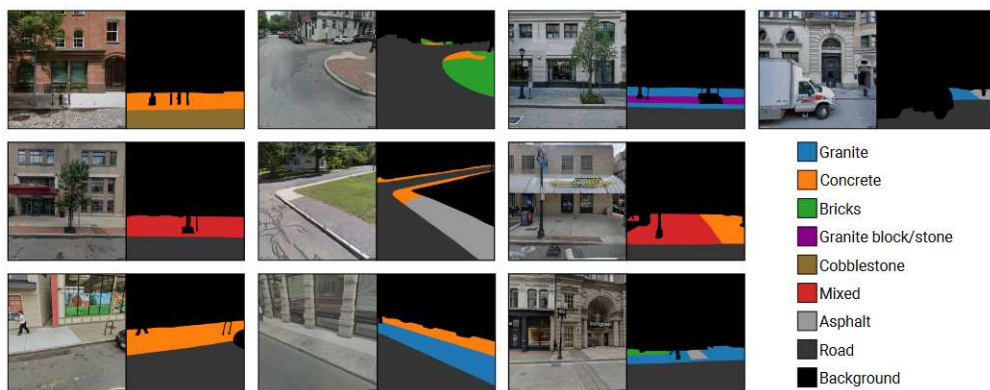 Granite
Concrete
Bricks
Granite block/stone
Cobblestone
Mixed
Asphalt
Road
Background